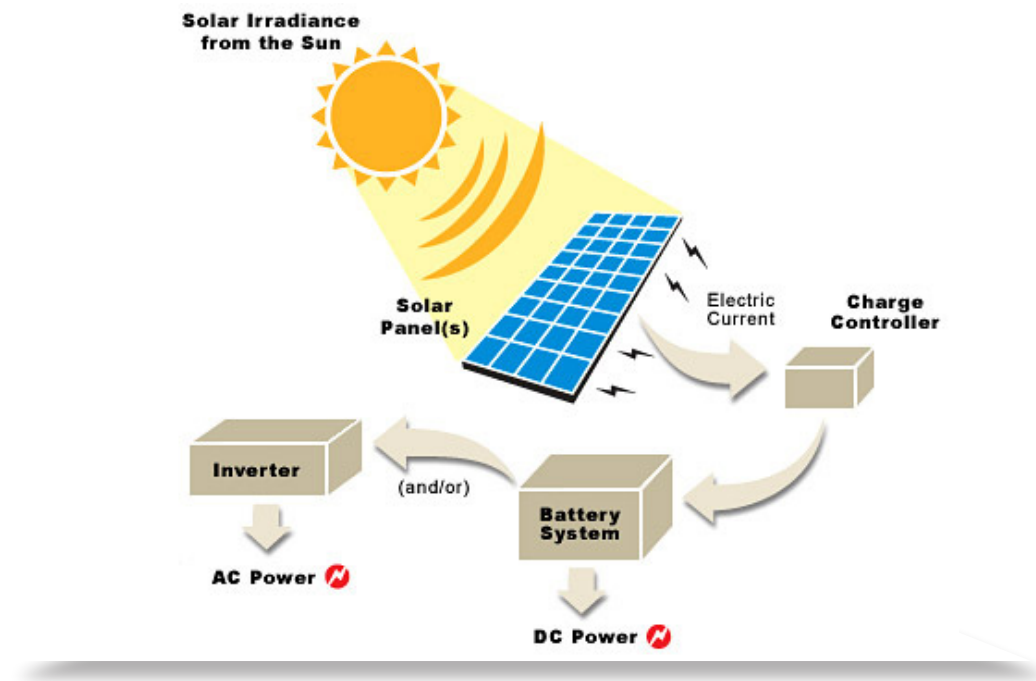 Solar Irradiance
from the Sun
Solar
Panel(s)
Electric
Current
Charge
Controller
Inverter
(and/or)
Battery
System
AC Power
DC Power